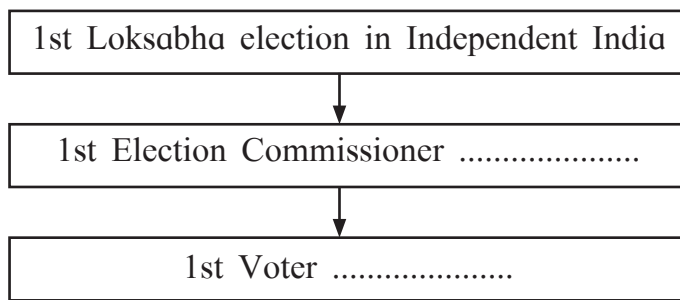 1st Loksabha election in Independent India
1st Election Commissioner .....................
1st Voter .....................